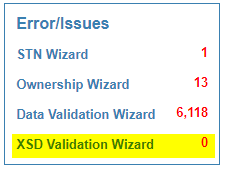 Error/Issues
STN Wizard 1
Ownership Wizard 13
Data Validation Wizard 6,118
XSD Validation Wizard 0